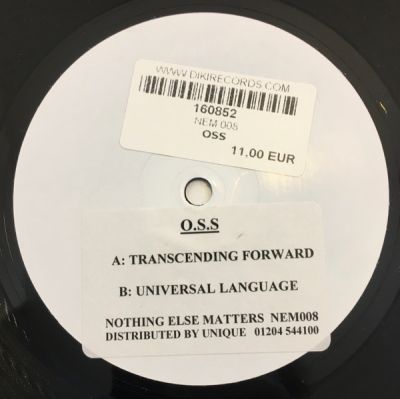 WWW.DIKIRECORDS.COM
160852
NEM 008
OSS
11,00 EUR
O.S.S
A: TRANSCENDING FORWARD
B: UNIVERSAL LANGUAGE
NOTHING ELSE MATTERS NEM008
DISTRIBUTED BY UNIQUE 01204 544100